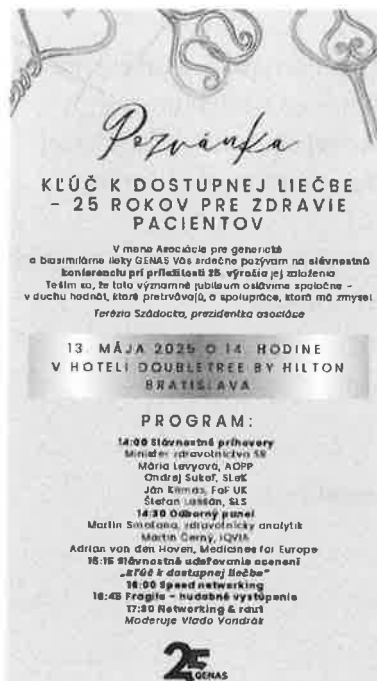 Pozvánka
KĽÚČ K DOSTUPNEJ LIEČBE
- 25 ROKOV PRE ZDRAVIE
PACIENTOV
V mene Asociácie pre generické
a biosimilárne lieky GENAS Vás srdečne pozývam na slávnostnú
konferenciu pri príležitosti 25. výročia jej založenia
Teším sa, že toto významné jubileum oslávime spoločne –
v duchu hodnôt, ktoré pretrvávajú, a spolupráce, ktorá má zmysel
Terézia Szádocka, prezidentka asociácie
13. MÁJA 2025 O 14. HODINE
V HOTELI DOUBLETREE BY HILTON
BRATISLAVA
PROGRAM:
14:00 Slávnostné príhovory
Minister zdravotníctva SR
Mária Lévyová, AOPP
Ondrej Sukeľ, SLeK
Ján Klimas, FaF UK
Štefan Laššán, SLS
14:30 Odborný panel
Martin Smatana, zdravotnícky analytik
Martin Černý, IQVIA
Adrian van den Hoven, Medicines for Europe
15:15 Slávnostné udeľovanie ocenení
„Kľúč k dostupnej liečbe“
16:00 Speed networking
16:45 Fragile – hudobné vystúpenie
17:30 Networking & raut
Moderuje Vlado Vondrák
25 GENAS